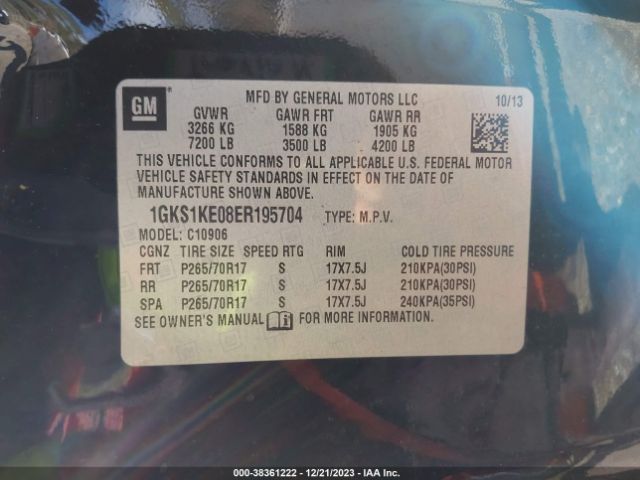 GM
MFD BY GENERAL MOTORS LLC 10/13
GVWR GAWR FRT GAWR RR
3266 KG 1588 KG 1905 KG
7200 LB 3500 LB 4200 LB
THIS VEHICLE CONFORMS TO ALL APPLICABLE U.S. FEDERAL MOTOR
VEHICLE SAFETY STANDARDS IN EFFECT ON THE DATE OF
MANUFACTURE SHOWN ABOVE.
1GKS1KE08ER195704 TYPE: M.P.V.
MODEL: C10906
CGNZ TIRE SIZE SPEED RTG RIM COLD TIRE PRESSURE
FRT P265/70R17 S 17X7.5J 210KPA(30PSI)
RR P265/70R17 S 17X7.5J 210KPA(30PSI)
SPA P265/70R17 S 17X7.5J 240KPA(35PSI)
SEE OWNER'S MANUAL FOR MORE INFORMATION.
000-38361222 - 12/21/2023 - IAA Inc.